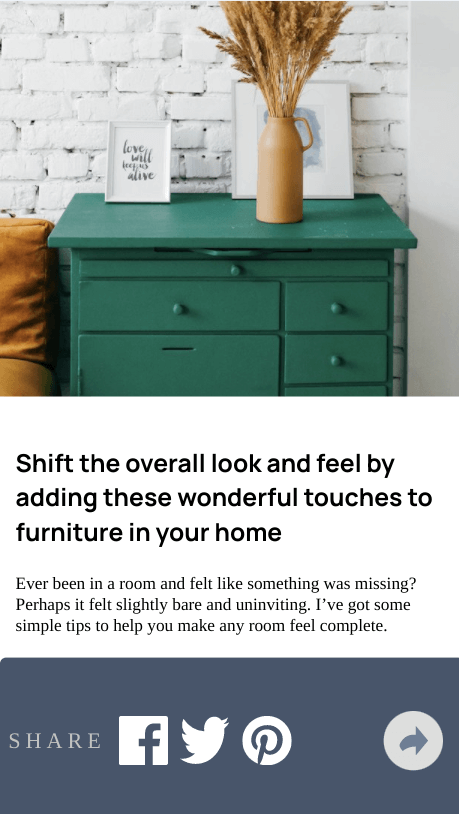 love
will
keep us
alive
Shift the overall look and feel by
adding these wonderful touches to
furniture in your home
Ever been in a room and felt like something was missing?
Perhaps it felt slightly bare and uninviting. I’ve got some
simple tips to help you make any room feel complete.
SHARE